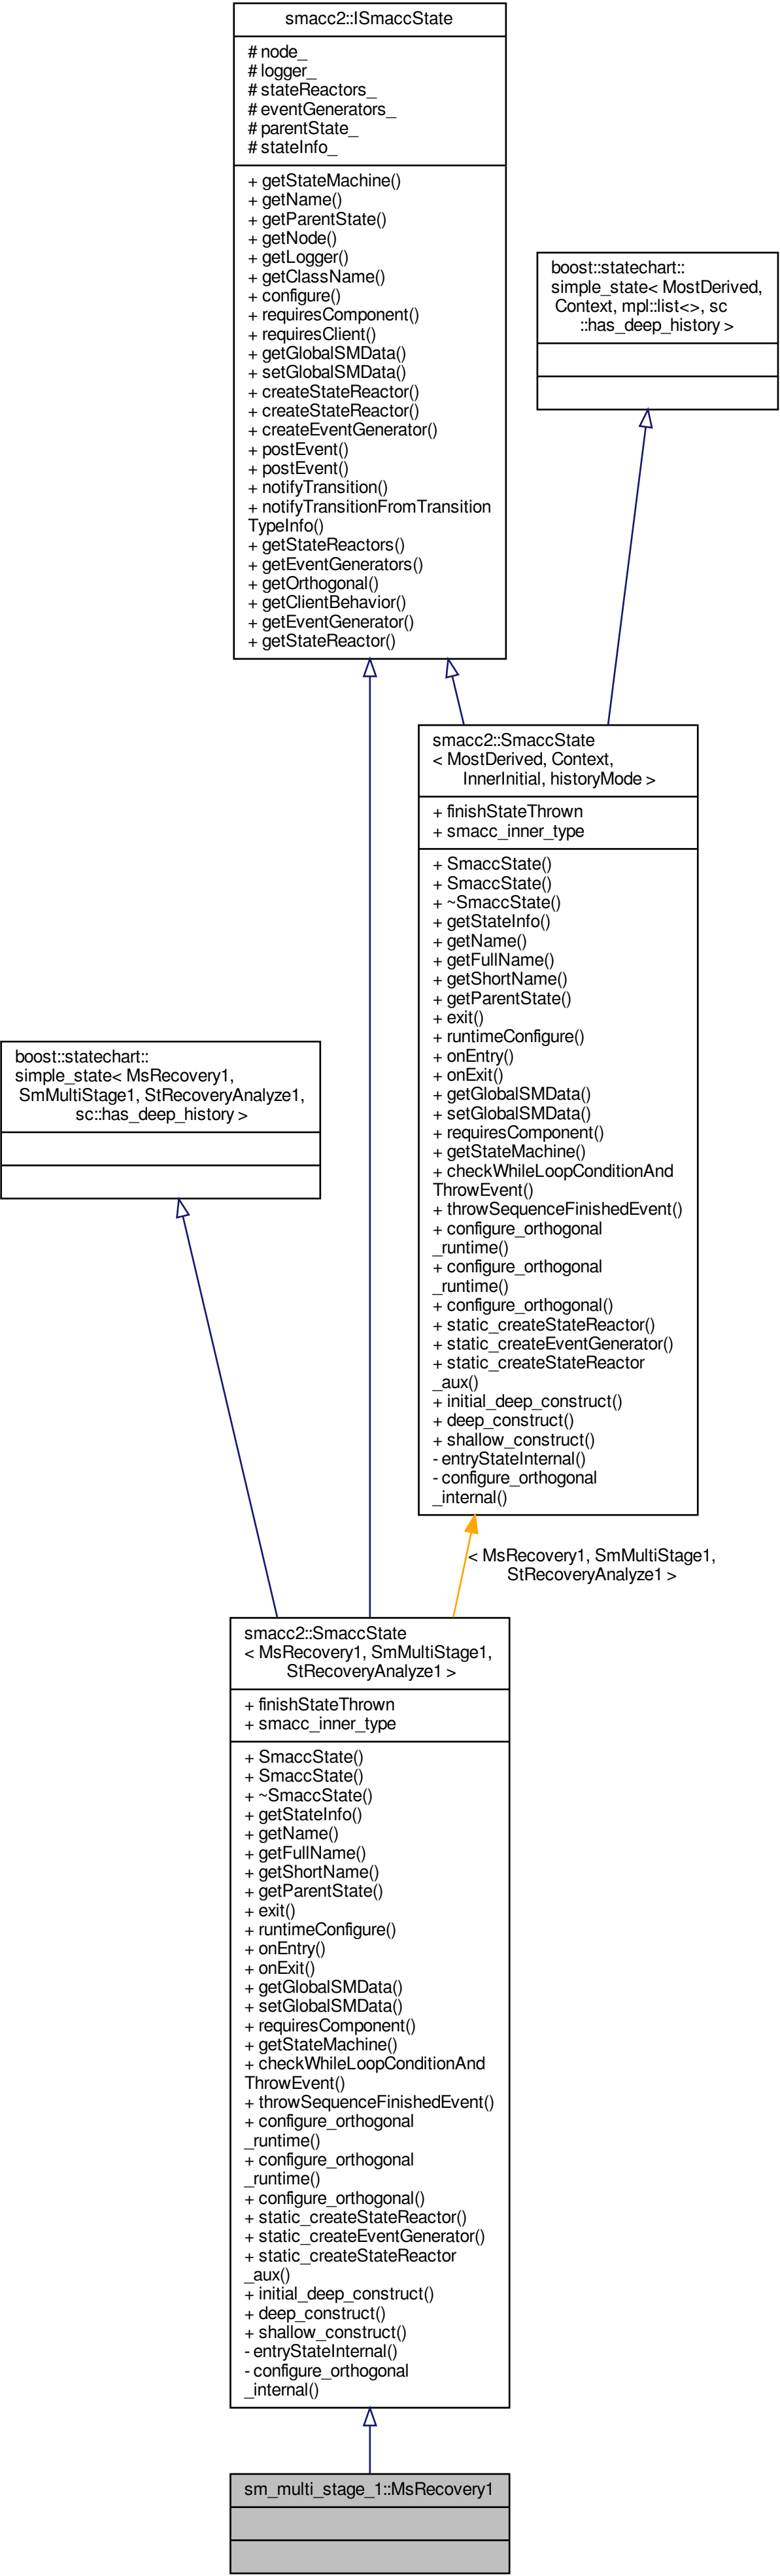 smacc2::ISmaccState
# node_
# logger_
# stateReactors_
# eventGenerators_
# parentState_
# stateInfo_
+ getStateMachine()
+ getName()
+ getParentState()
+ getNode()
+ getLogger()
+ getClassName()
+ configure()
+ requiresComponent()
+ requiresClient()
+ getGlobalSMData()
+ setGlobalSMData()
+ createStateReactor()
+ createStateReactor()
+ createEventGenerator()
+ postEvent()
+ postEvent()
+ notifyTransition()
+ notifyTransitionFromTransition
TypeInfo()
+ getStateReactors()
+ getEventGenerators()
+ getOrthogonal()
+ getClientBehavior()
+ getEventGenerator()
+ getStateReactor()
boost::statechart::
simple_state< MostDerived,
Context, mpl::list<>, sc
::has_deep_history >
smacc2::SmaccState
< MostDerived, Context,
InnerInitial, historyMode >
+ finishStateThrown
+ smacc_inner_type
+ SmaccState()
+ SmaccState()
+ ~SmaccState()
+ getStateInfo()
+ getName()
+ getFullName()
+ getShortName()
+ getParentState()
+ exit()
+ runtimeConfigure()
+ onEntry()
+ onExit()
+ getGlobalSMData()
+ setGlobalSMData()
+ requiresComponent()
+ getStateMachine()
+ checkWhileLoopConditionAnd
ThrowEvent()
+ throwSequenceFinishedEvent()
+ configure_orthogonal
_runtime()
+ configure_orthogonal
_runtime()
+ configure_orthogonal()
+ static_createStateReactor()
+ static_createEventGenerator()
+ static_createStateReactor
_aux()
+ initial_deep_construct()
+ deep_construct()
+ shallow_construct()
- entryStateInternal()
- configure_orthogonal
_internal()
boost::statechart::
simple_state< MsRecovery1,
SmMultiStage1, StRecoveryAnalyze1,
sc::has_deep_history >
< MsRecovery1, SmMultiStage1,
StRecoveryAnalyze1 >
smacc2::SmaccState
< MsRecovery1, SmMultiStage1,
StRecoveryAnalyze1 >
+ finishStateThrown
+ smacc_inner_type
+ SmaccState()
+ SmaccState()
+ ~SmaccState()
+ getStateInfo()
+ getName()
+ getFullName()
+ getShortName()
+ getParentState()
+ exit()
+ runtimeConfigure()
+ onEntry()
+ onExit()
+ getGlobalSMData()
+ setGlobalSMData()
+ requiresComponent()
+ getStateMachine()
+ checkWhileLoopConditionAnd
ThrowEvent()
+ throwSequenceFinishedEvent()
+ configure_orthogonal
_runtime()
+ configure_orthogonal
_runtime()
+ configure_orthogonal()
+ static_createStateReactor()
+ static_createEventGenerator()
+ static_createStateReactor
_aux()
+ initial_deep_construct()
+ deep_construct()
+ shallow_construct()
- entryStateInternal()
- configure_orthogonal
_internal()
sm_multi_stage_1::MsRecovery1